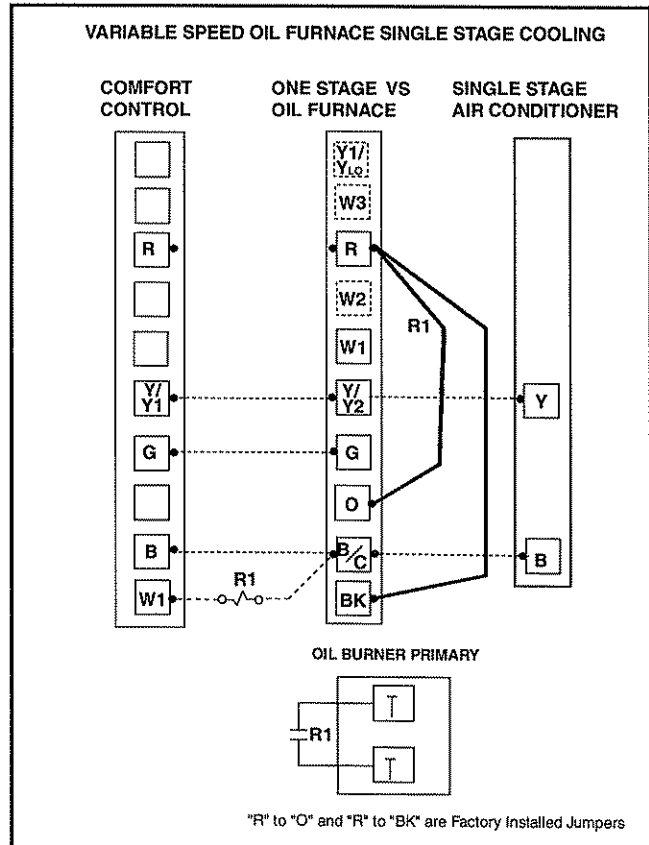 VARIABLE SPEED OIL FURNACE SINGLE STAGE COOLING
COMFORT
CONTROL
ONE STAGE VS
OIL FURNACE
SINGLE STAGE
AIR CONDITIONER
R
Y/
Y1
G
B
W1
R1
Y1/
YLO
W3
R
W2
W1
Y/
Y2
G
O
B/C
BK
R1
Y
B
OIL BURNER PRIMARY
T
T
R1
"R" to "O" and "R" to "BK" are Factory Installed Jumpers